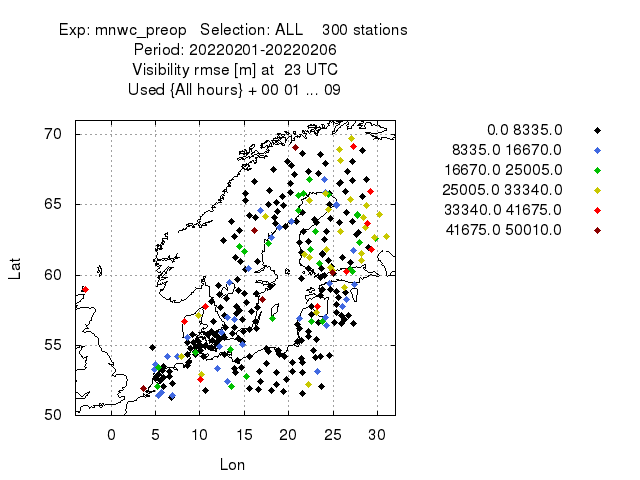 Exp: mnwc_preop   Selection: ALL    300 stations
Period: 20220201-20220206
Visibility rmse [m] at  23 UTC
Used {All hours} + 00 01 ... 09
0.0 8335.0
8335.0 16670.0
16670.0 25005.0
25005.0 33340.0
33340.0 41675.0
41675.0 50010.0
70
65
60
55
50
Lat
0 5 10 15 20 25 30
Lon